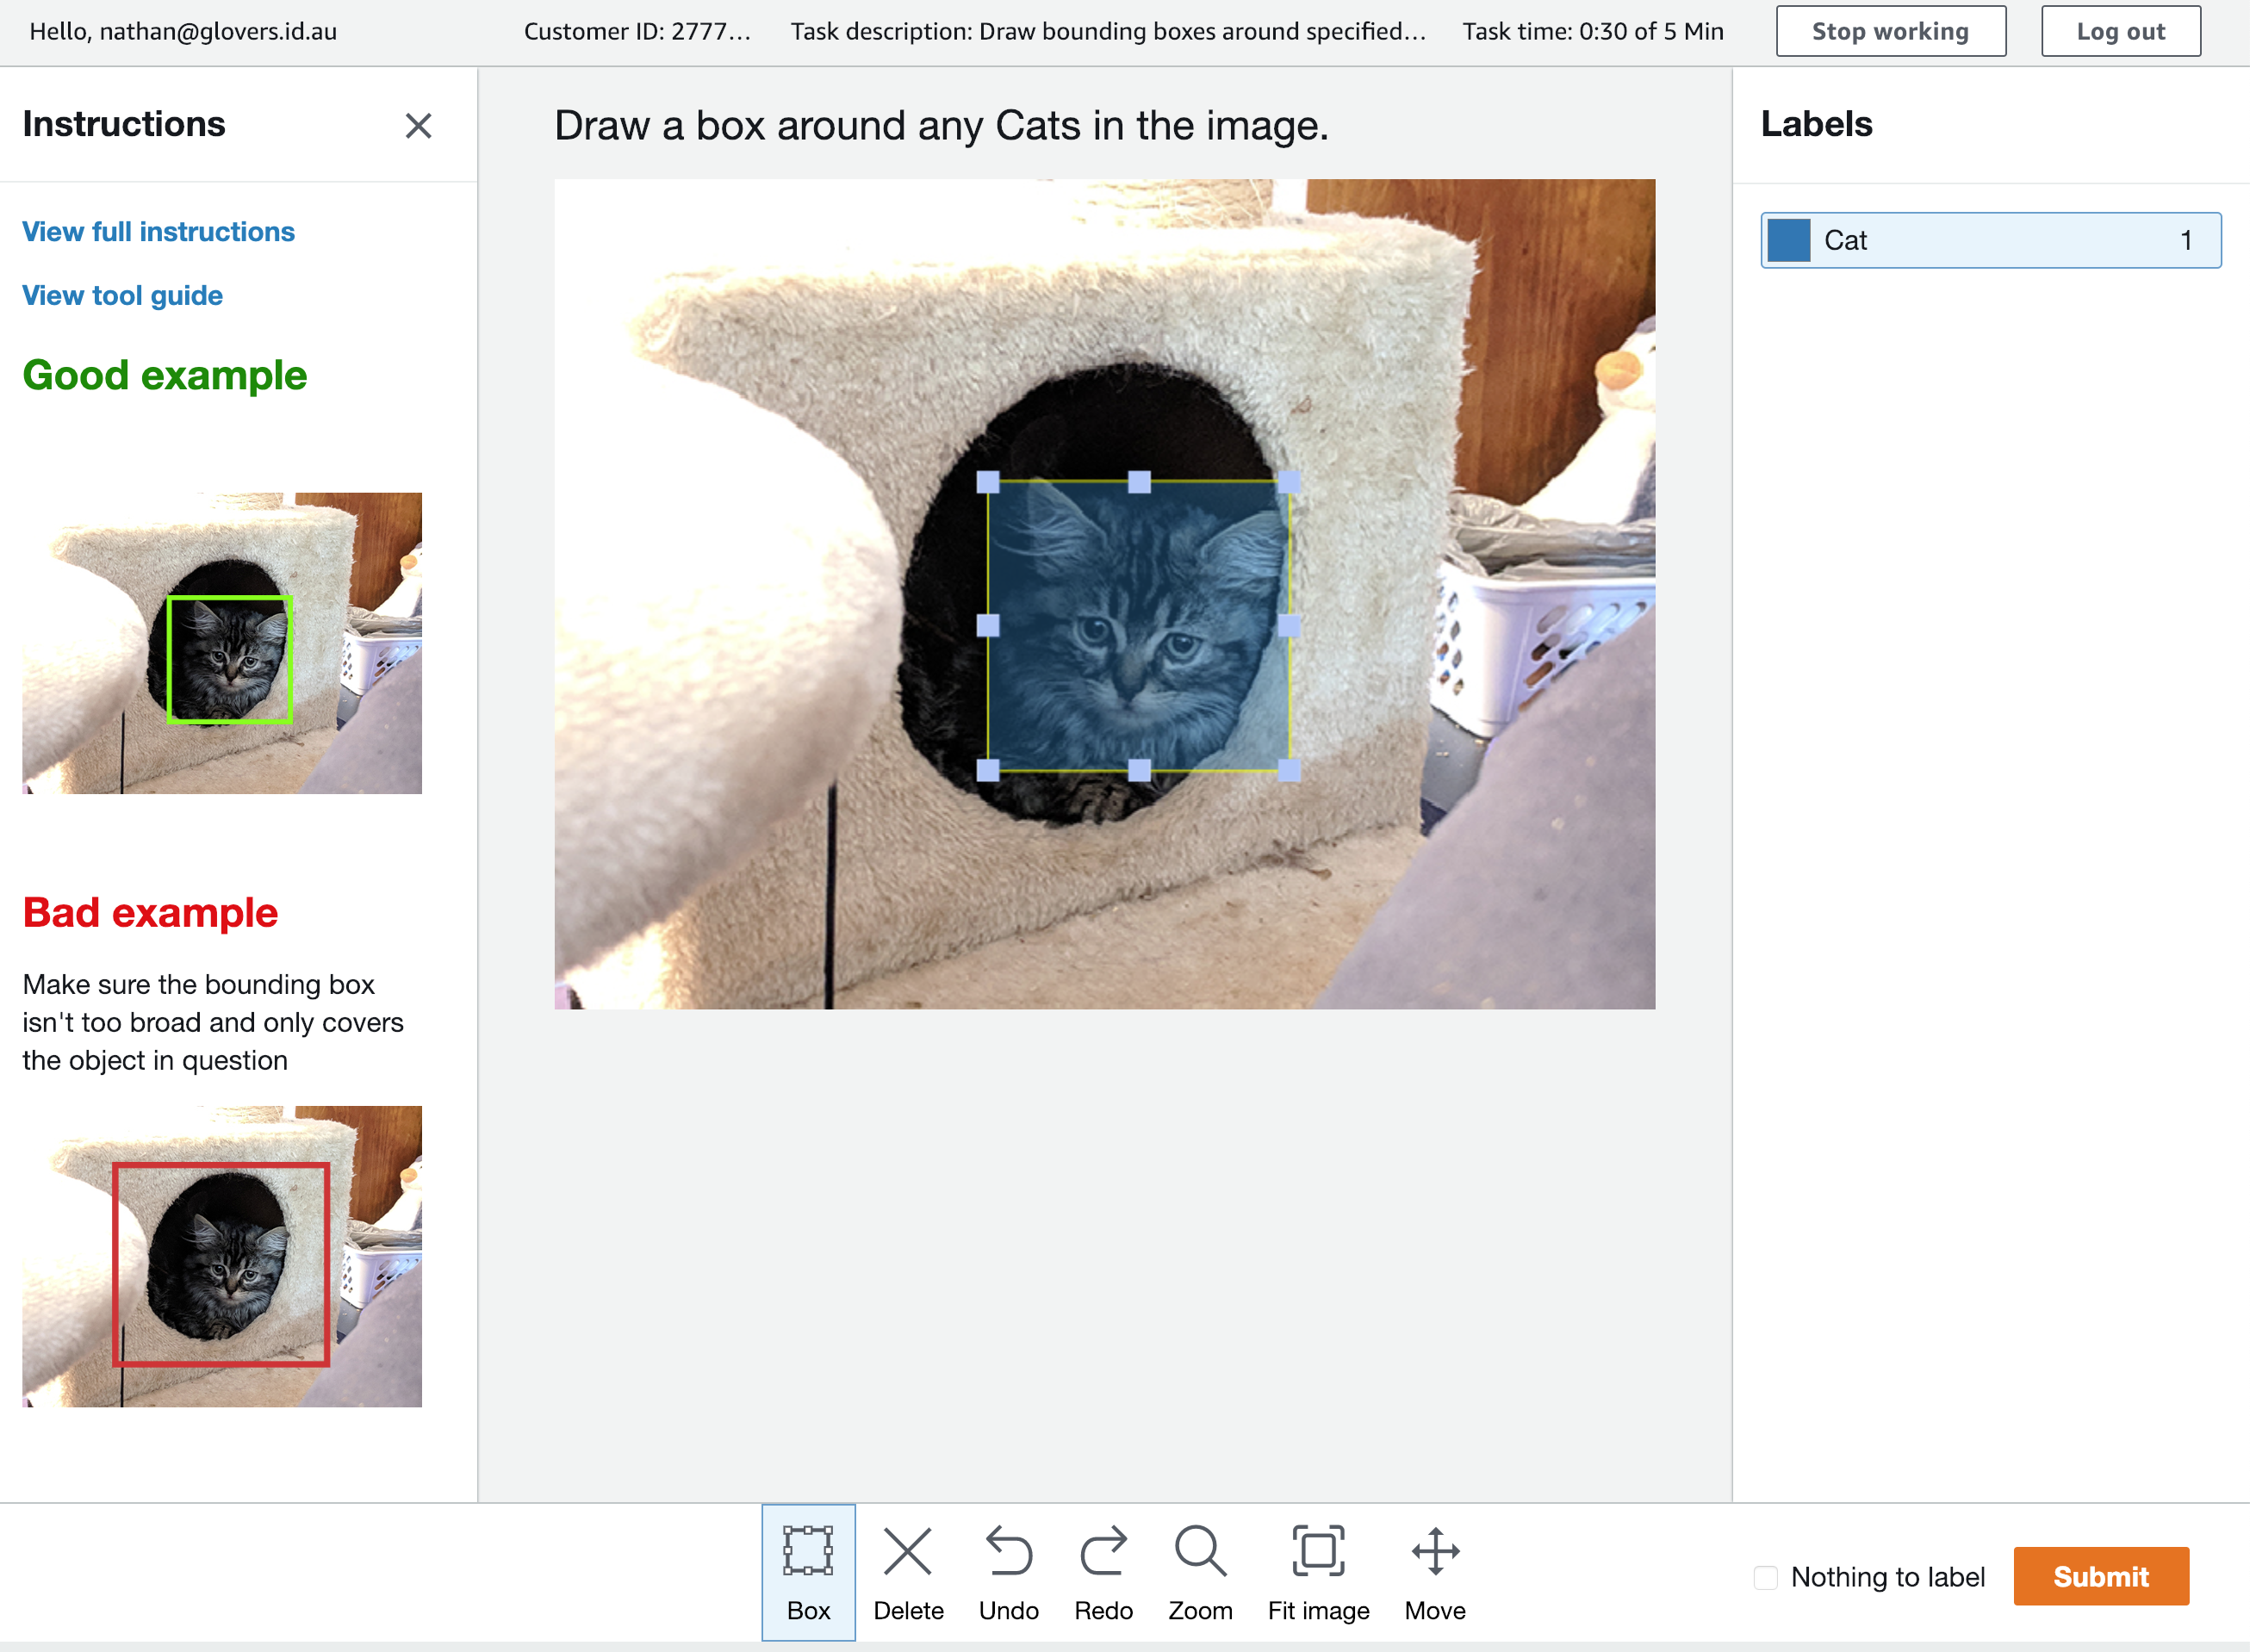 Hello, nathan@glovers.id.au
Customer ID: 2777...
Task description: Draw bounding boxes around specified...
Task time: 0:30 of 5 Min
Stop working
Log out
Instructions
View full instructions
View tool guide
Good example
Bad example
Make sure the bounding box
isn't too broad and only covers
the object in question
Draw a box around any Cats in the image.
Labels
Cat 1
Box
Delete
Undo
Redo
Zoom
Fit image
Move
Nothing to label
Submit